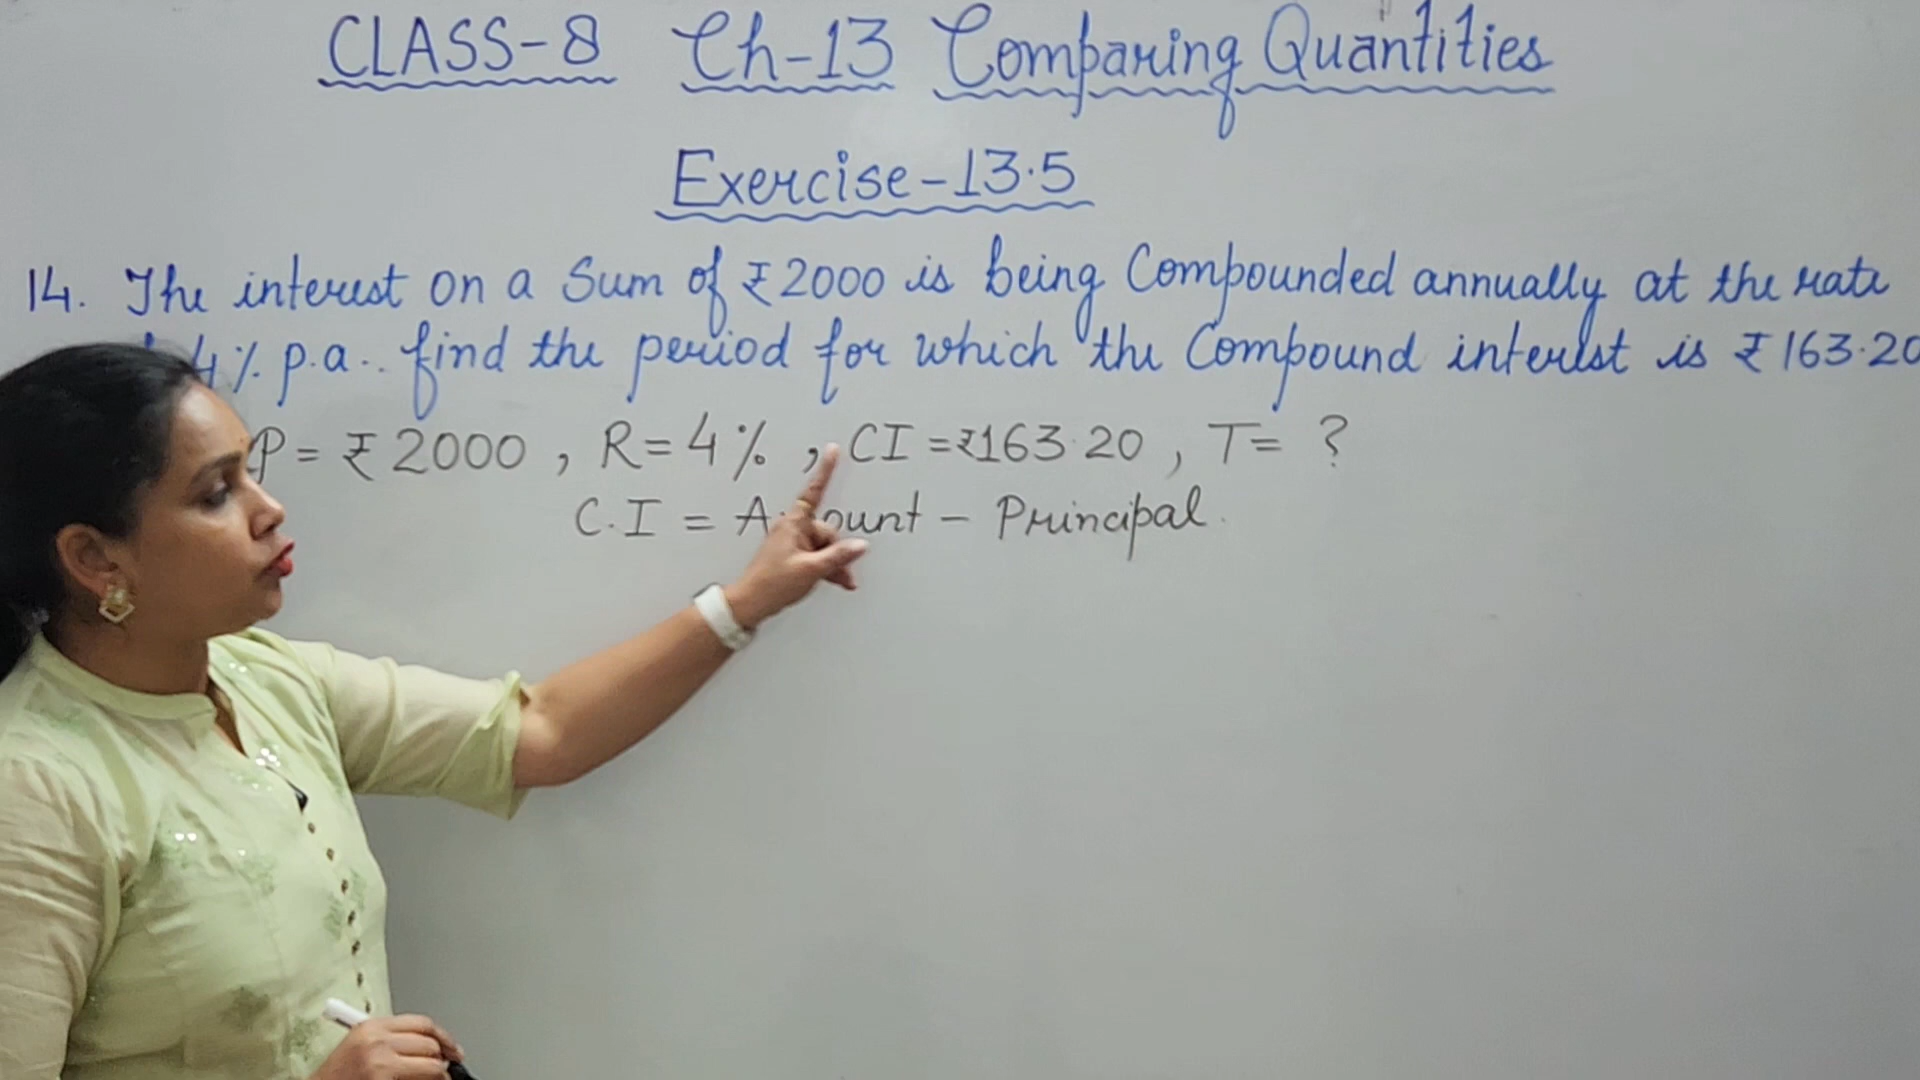 CLASS-8 Ch-13 Comparing Quantities
Exercise-13.5
14. The interest on a Sum of ₹2000 is being Compounded annually at the rate
4% p.a.. find the period for which the Compound interest is ₹163.20
P = ₹2000, R=4%, CI=₹163.20, T= ?
C.I = Amount - Principal.